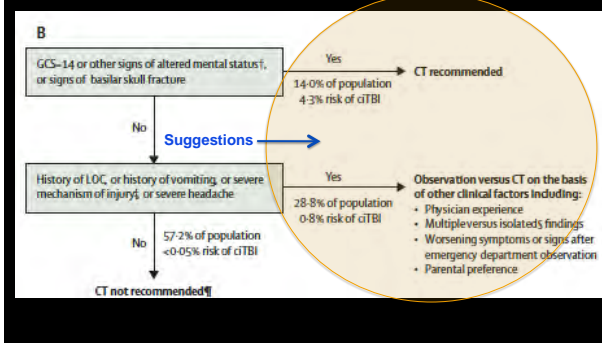 B
GCS=14 or other signs of altered mental status†,
or signs of basilar skull fracture
Yes
14·0% of population
4·3% risk of ciTBI
CT recommended
No
Suggestions
History of LOC, or history of vomiting, or severe
mechanism of injury‡, or severe headache
Yes
28·8% of population
0·8% risk of ciTBI
Observation versus CT on the basis
of other clinical factors including:
• Physician experience
• Multiple versus isolated§ findings
• Worsening symptoms or signs after
emergency department observation
• Parental preference
No
57·2% of population
<0·05% risk of ciTBI
CT not recommended¶